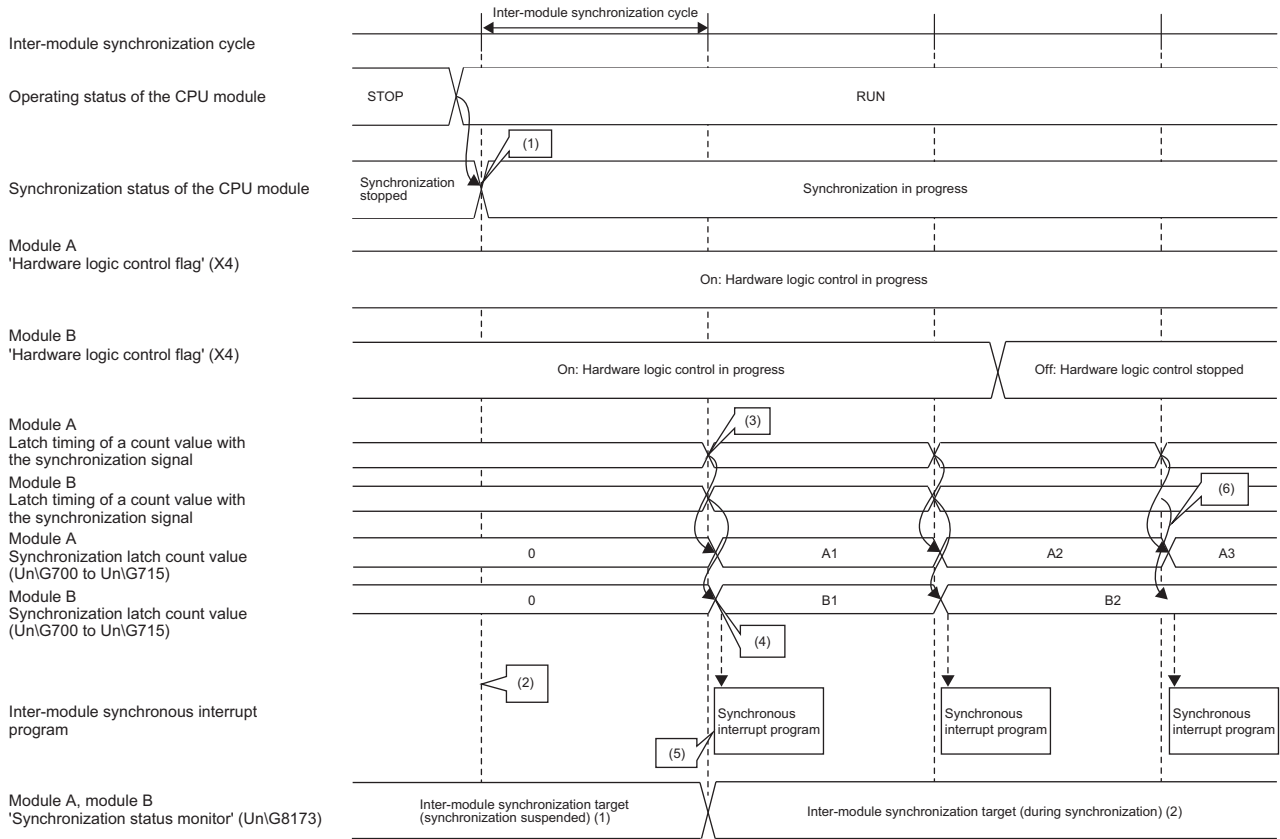 Inter-module synchronization cycle
Inter-module synchronization cycle
Operating status of the CPU module
STOP
RUN
(1)
Synchronization status of the CPU module
Synchronization
stopped
Synchronization in progress
Module A
'Hardware logic control flag' (X4)
On: Hardware logic control in progress
Module B
'Hardware logic control flag' (X4)
On: Hardware logic control in progress
Off: Hardware logic control stopped
Module A
Latch timing of a count value with
the synchronization signal
(3)
Module B
Latch timing of a count value with
the synchronization signal
(6)
Module A
Synchronization latch count value
(Un\G700 to Un\G715)
0
A1
A2
A3
Module B
Synchronization latch count value
(Un\G700 to Un\G715)
0
B1
B2
(4)
(2)
Inter-module synchronous interrupt
program
Synchronous
interrupt program
Synchronous
interrupt program
Synchronous
interrupt program
(5)
Module A, module B
'Synchronization status monitor' (Un\G8173)
Inter-module synchronization target
(synchronization suspended) (1)
Inter-module synchronization target (during synchronization) (2)